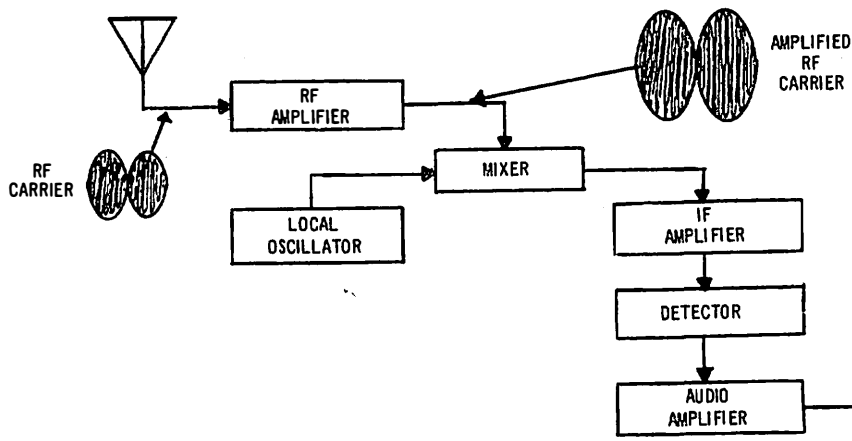 AMPLIFIED
RF
CARRIER
RF
AMPLIFIER
RF
CARRIER
MIXER
LOCAL
OSCILLATOR
IF
AMPLIFIER
DETECTOR
AUDIO
AMPLIFIER